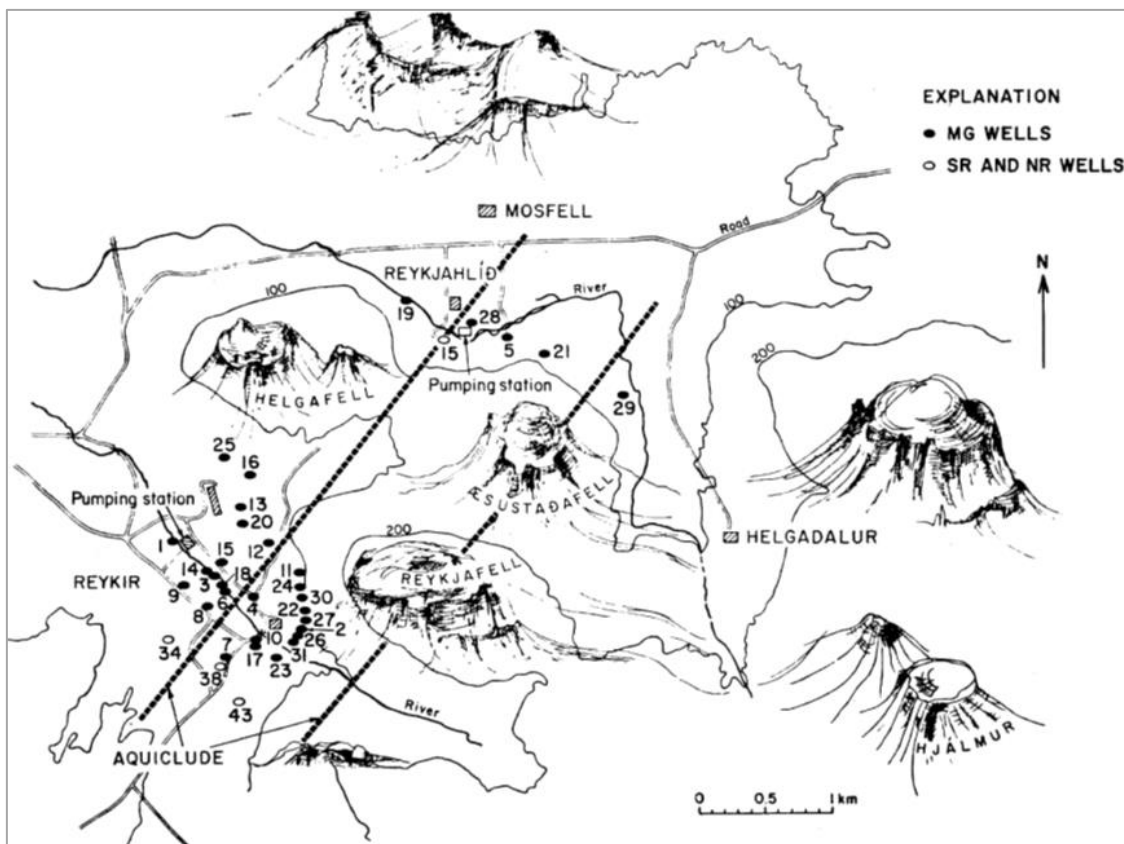 EXPLANATION
MG WELLS
SR AND NR WELLS
MOSFELL
Road
REYKJAHLÍÐ
N
100
River
100
19
28
15
5
21
200
Pumping station
HELGAFELL
29
25
16
ÆSUSTAÐAFELL
Pumping station
13
20
200
1
12
HELGADALUR
15
REYKJAFELL
14
18
11
REYKIR
3
24
9
6
4
30
8
22
27
2
10
26
34
7
17
31
38
23
43
River
AQUICLUDE
HJÁLMUR
0 0.5 1 km